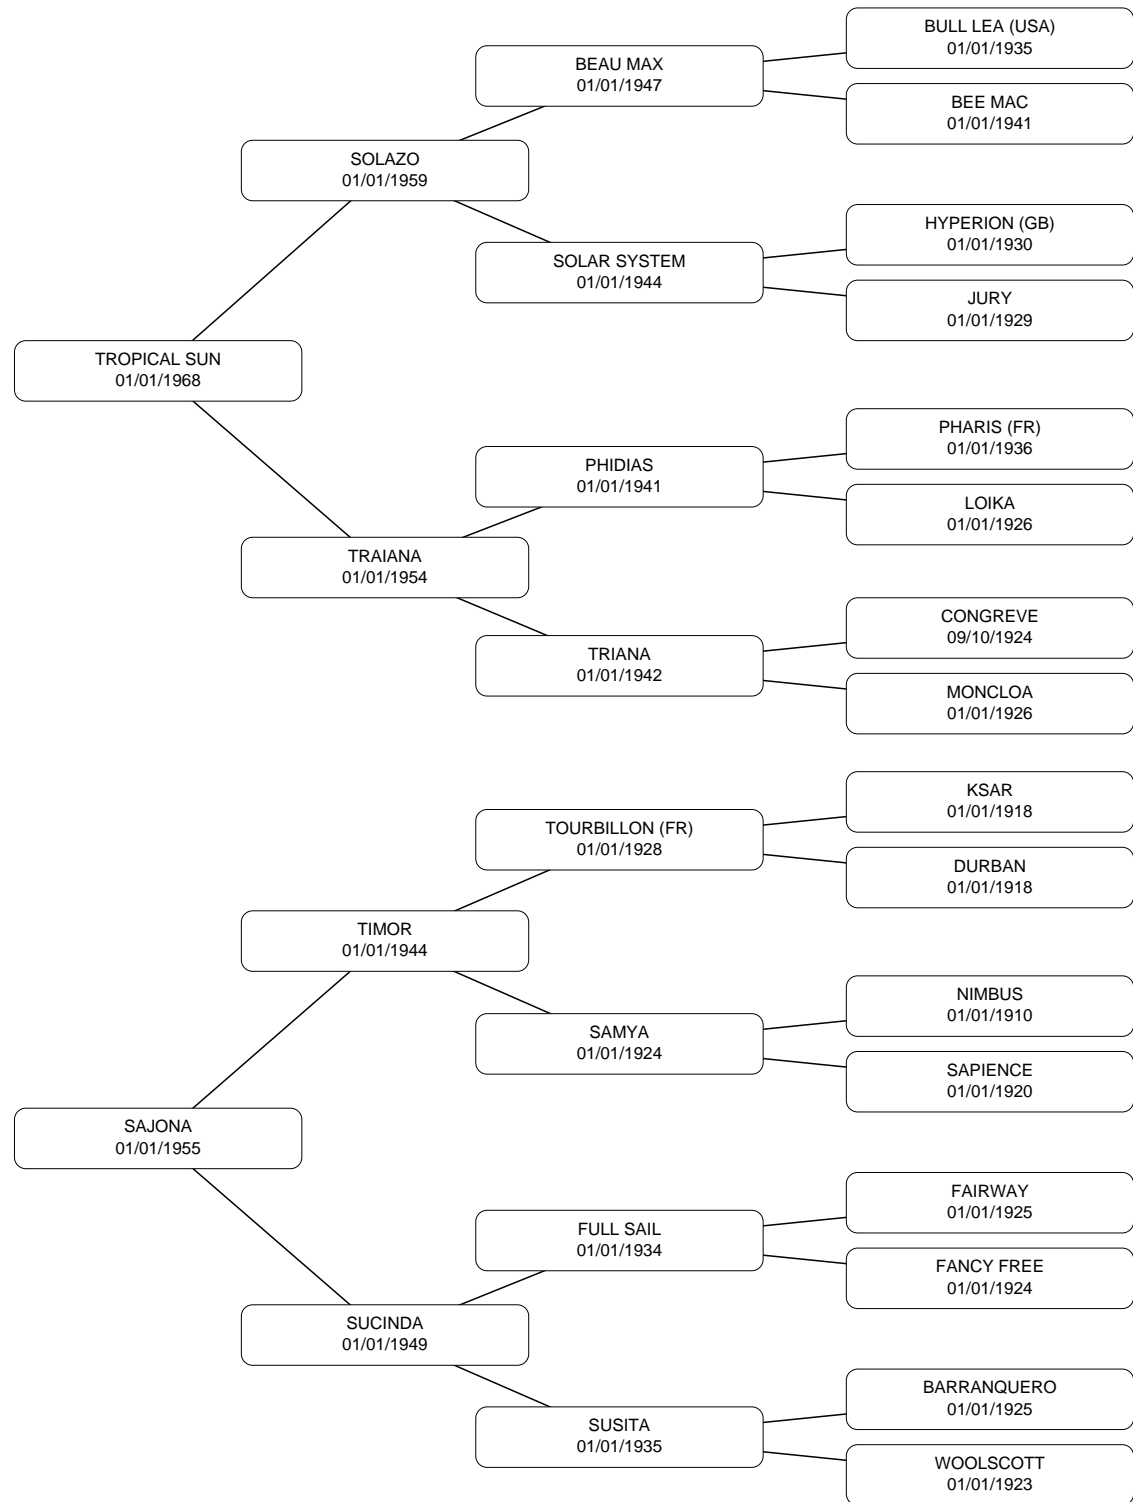 BULL LEA (USA)
01/01/1935
BEAU MAX
01/01/1947
BEE MAC
01/01/1941
SOLAZO
01/01/1959
HYPERION (GB)
01/01/1930
SOLAR SYSTEM
01/01/1944
JURY
01/01/1929
TROPICAL SUN
01/01/1968
PHARIS (FR)
01/01/1936
PHIDIAS
01/01/1941
LOIKA
01/01/1926
TRAIANA
01/01/1954
CONGREVE
09/10/1924
TRIANA
01/01/1942
MONCLOA
01/01/1926
KSAR
01/01/1918
TOURBILLON (FR)
01/01/1928
DURBAN
01/01/1918
TIMOR
01/01/1944
NIMBUS
01/01/1910
SAMYA
01/01/1924
SAPIENCE
01/01/1920
SAJONA
01/01/1955
FAIRWAY
01/01/1925
FULL SAIL
01/01/1934
FANCY FREE
01/01/1924
SUCINDA
01/01/1949
BARRANQUERO
01/01/1925
SUSITA
01/01/1935
WOOLSCOTT
01/01/1923